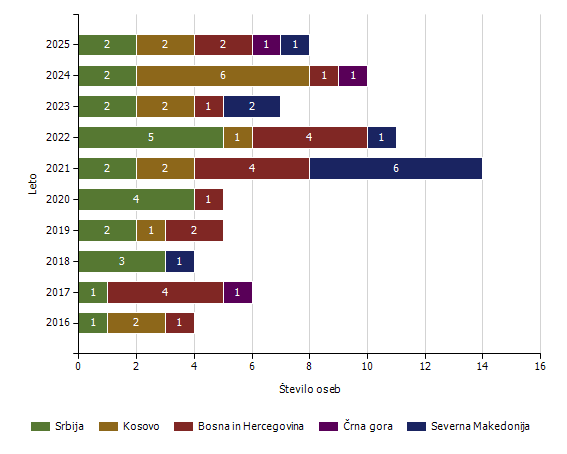 2025 2 2 2 1 1
2024 2 6 1 1
2023 2 2 1 2
2022 5 1 4 1
2021 2 2 4 6
Leto
2020 4 1
2019 2 1 2
2018 3 1
2017 1 4 1
2016 1 2 1
0 2 4 6 8 10 12 14 16
Število oseb
Srbija Kosovo Bosna in Hercegovina Črna gora Severna Makedonija